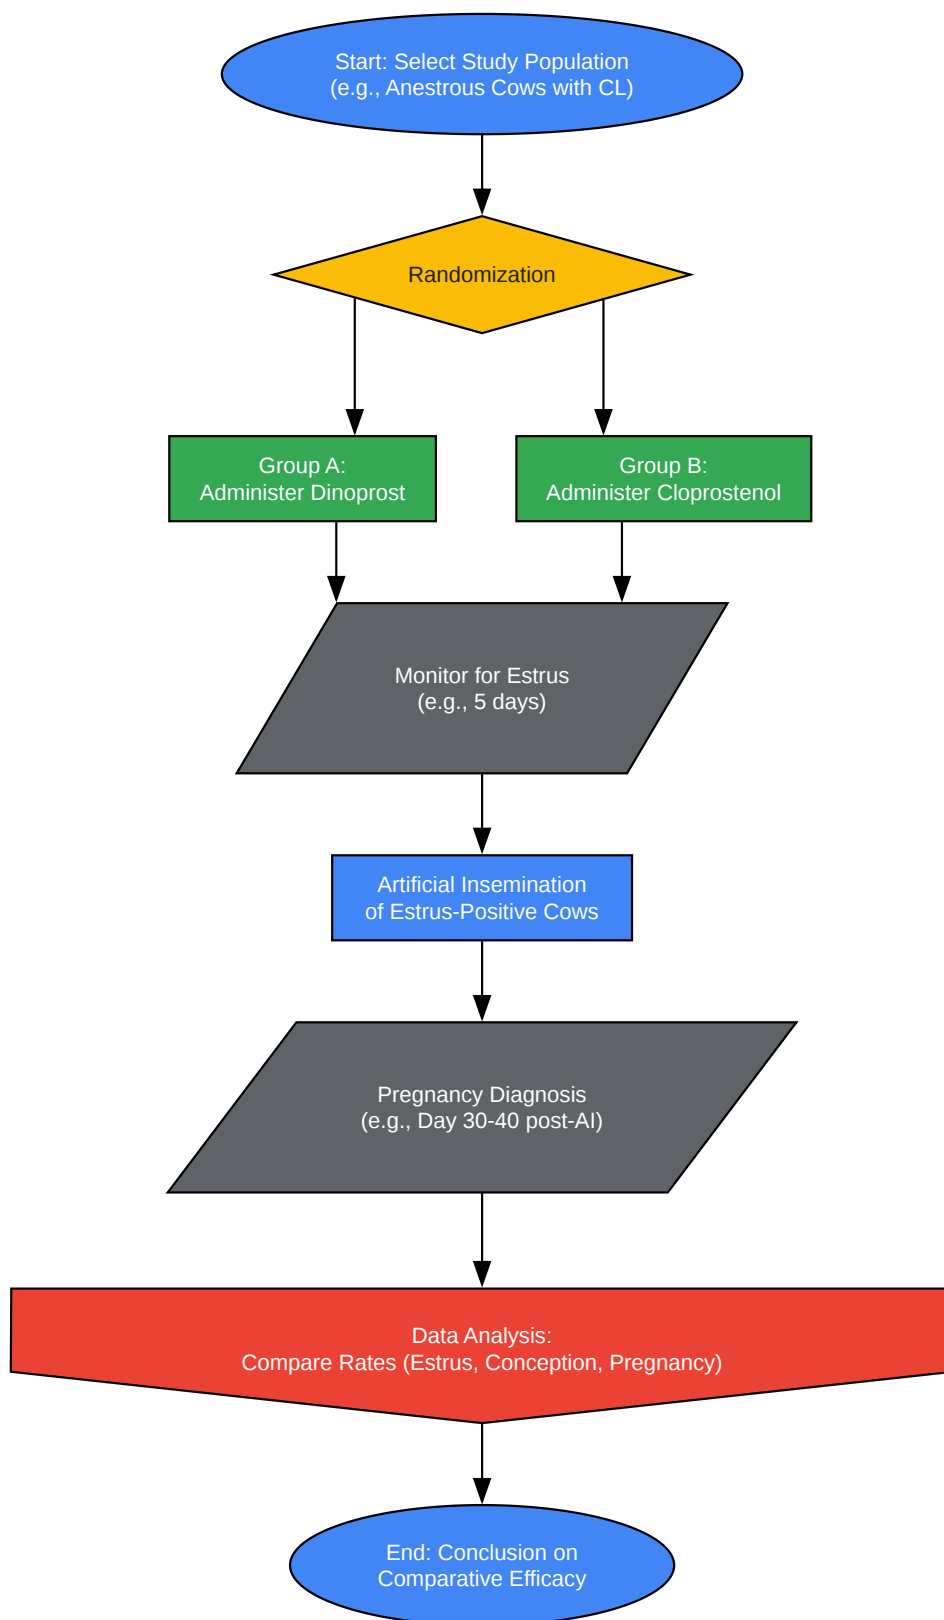 Start: Select Study Population
(e.g., Anestrous Cows with CL)
Randomization
Group A:
Administer Dinoprost
Group B:
Administer Cloprostenol
Monitor for Estrus
(e.g., 5 days)
Artificial Insemination
of Estrus-Positive Cows
Pregnancy Diagnosis
(e.g., Day 30-40 post-AI)
Data Analysis:
Compare Rates (Estrus, Conception, Pregnancy)
End: Conclusion on
Comparative Efficacy